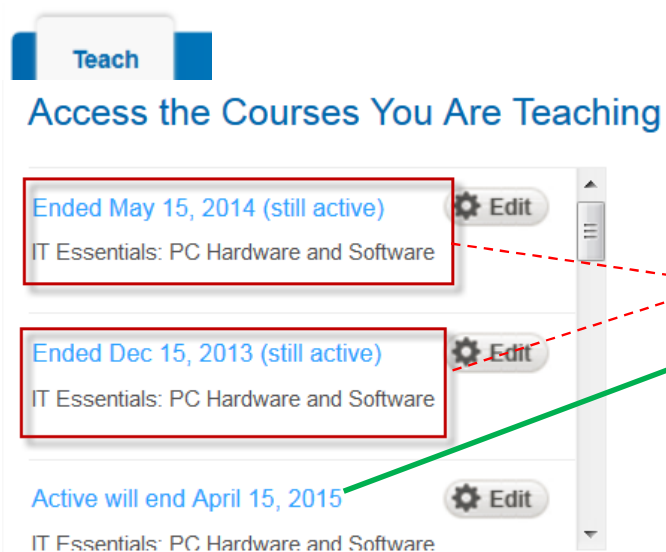 Teach
Access the Courses You Are Teaching
Ended May 15, 2014 (still active) Edit
IT Essentials: PC Hardware and Software
Ended Dec 15, 2013 (still active) Edit
IT Essentials: PC Hardware and Software
Active will end April 15, 2015 Edit
IT Essentials: PC Hardware and Software